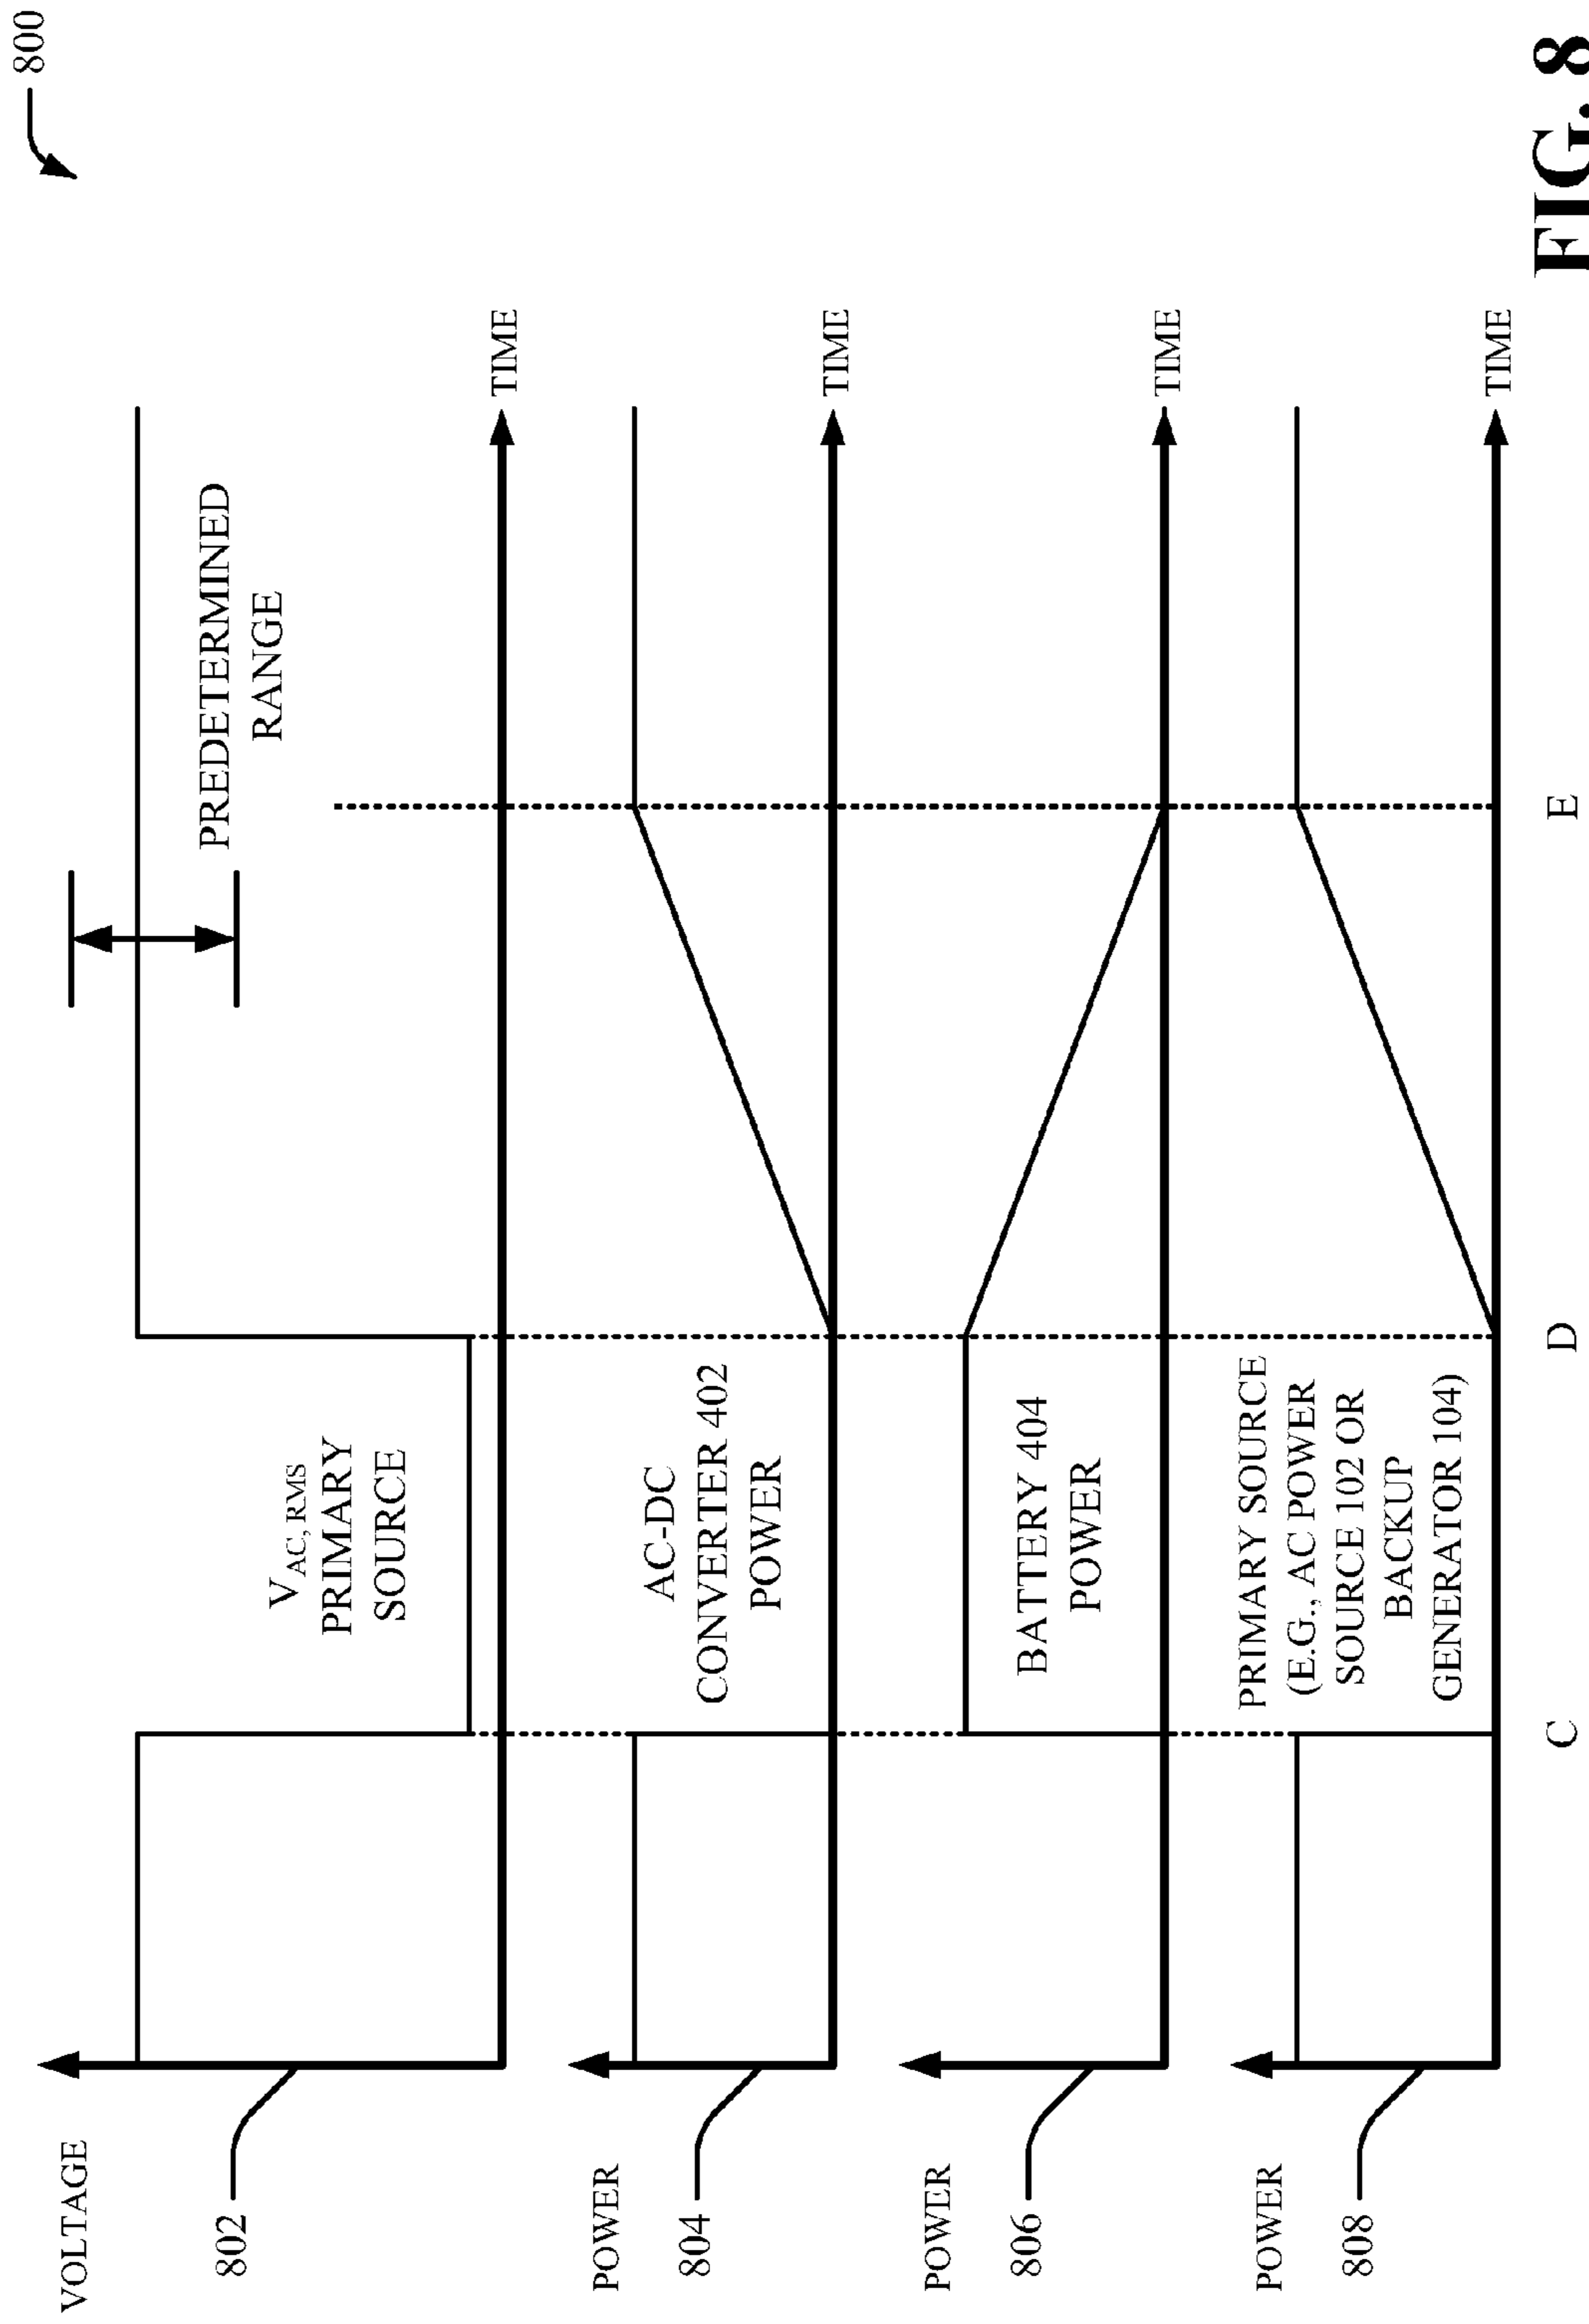 800
VOLTAGE
802
V AC, RMS
PRIMARY
SOURCE
PREDETERMINED
RANGE
TIME
POWER
804
AC-DC
CONVERTER 402
POWER
TIME
POWER
806
BATTERY 404
POWER
TIME
POWER
808
PRIMARY SOURCE
(E.G., AC POWER
SOURCE 102 OR
BACKUP
GENERATOR 104)
TIME
C
D
E
FIG. 8